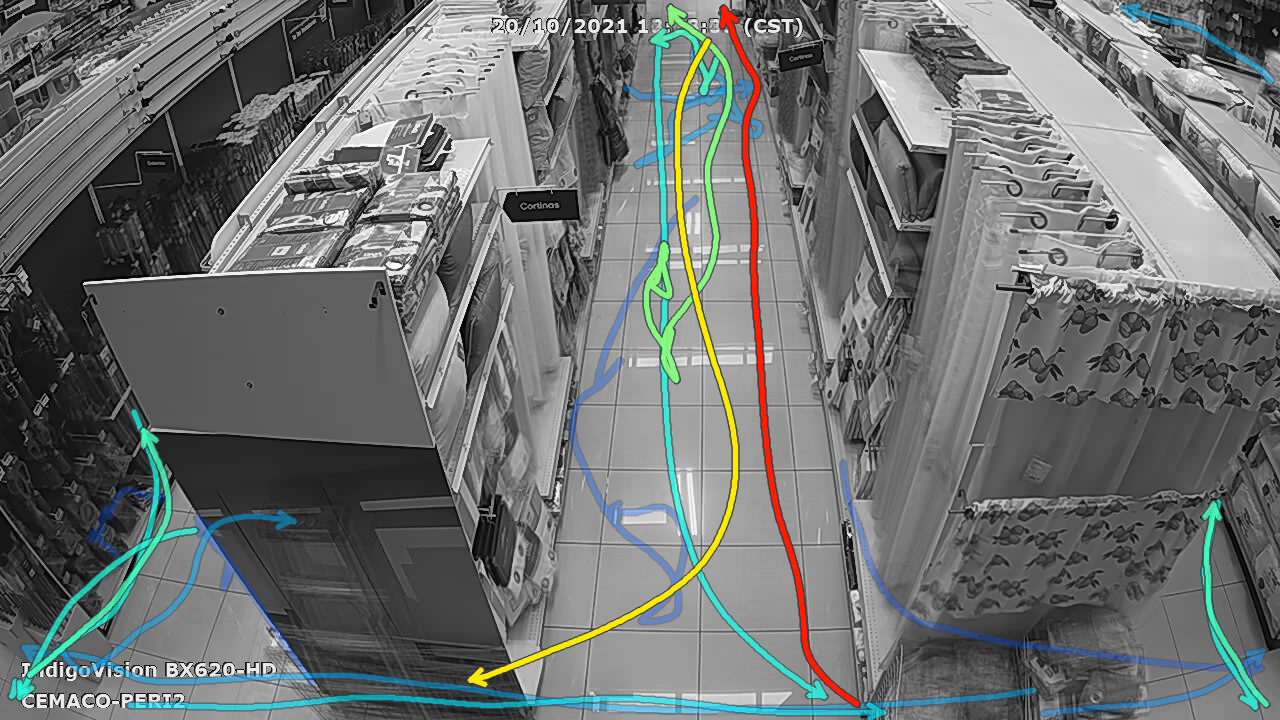 20/10/2021 (CST)
Cortinas
Cortinas
IndigoVision BX620-HD
CEMACO-PERI2